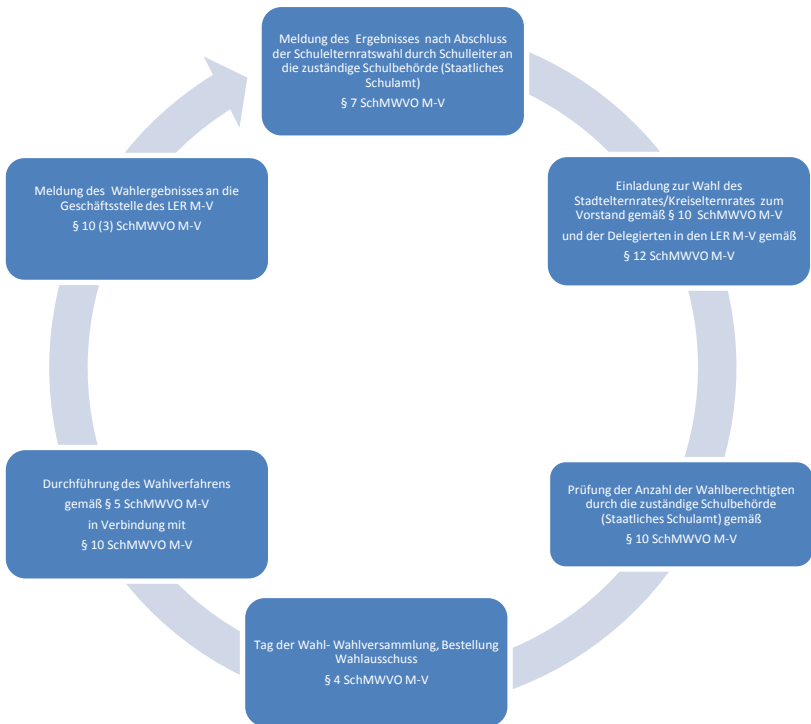 Meldung des Ergebnisses nach Abschluss
der Schulelternratswahl durch Schulleiter an
die zuständige Schulbehörde (Staatliches
Schulamt)
§ 7 SchMWVO M-V
Einladung zur Wahl des
Stadtelternrates/Kreiselternrates zum
Vorstand gemäß § 10 SchMWVO M-V
und der Delegierten in den LER M-V gemäß
§ 12 SchMWVO M-V
Prüfung der Anzahl der Wahlberechtigten
durch die zuständige Schulbehörde
(Staatliches Schulamt) gemäß
§ 10 SchMWVO M-V
Tag der Wahl- Wahlversammlung, Bestellung
Wahlausschuss
§ 4 SchMWVO M-V
Durchführung des Wahlverfahrens
gemäß § 5 SchMWVO M-V
in Verbindung mit
§ 10 SchMWVO M-V
Meldung des Wahlergebnisses an die
Geschäftsstelle des LER M-V
§ 10 (3) SchMWVO M-V